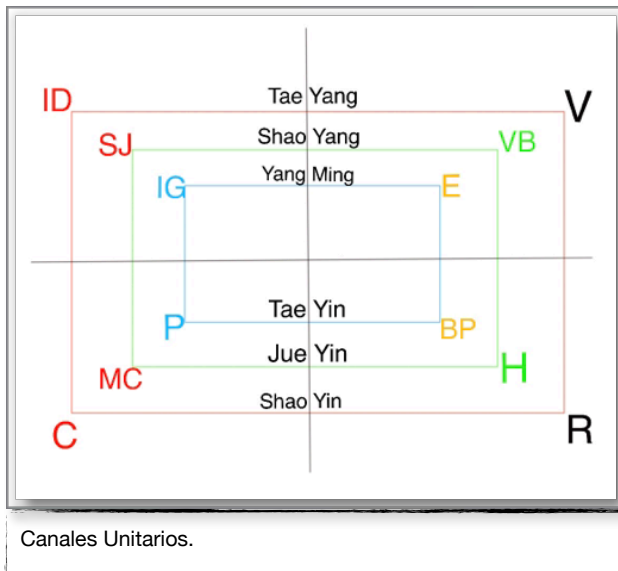 Tae Yang
ID V
Shao Yang
SJ VB
Yang Ming
IG E
Tae Yin
P BP
Jue Yin
MC H
Shao Yin
C R
Canales Unitarios.